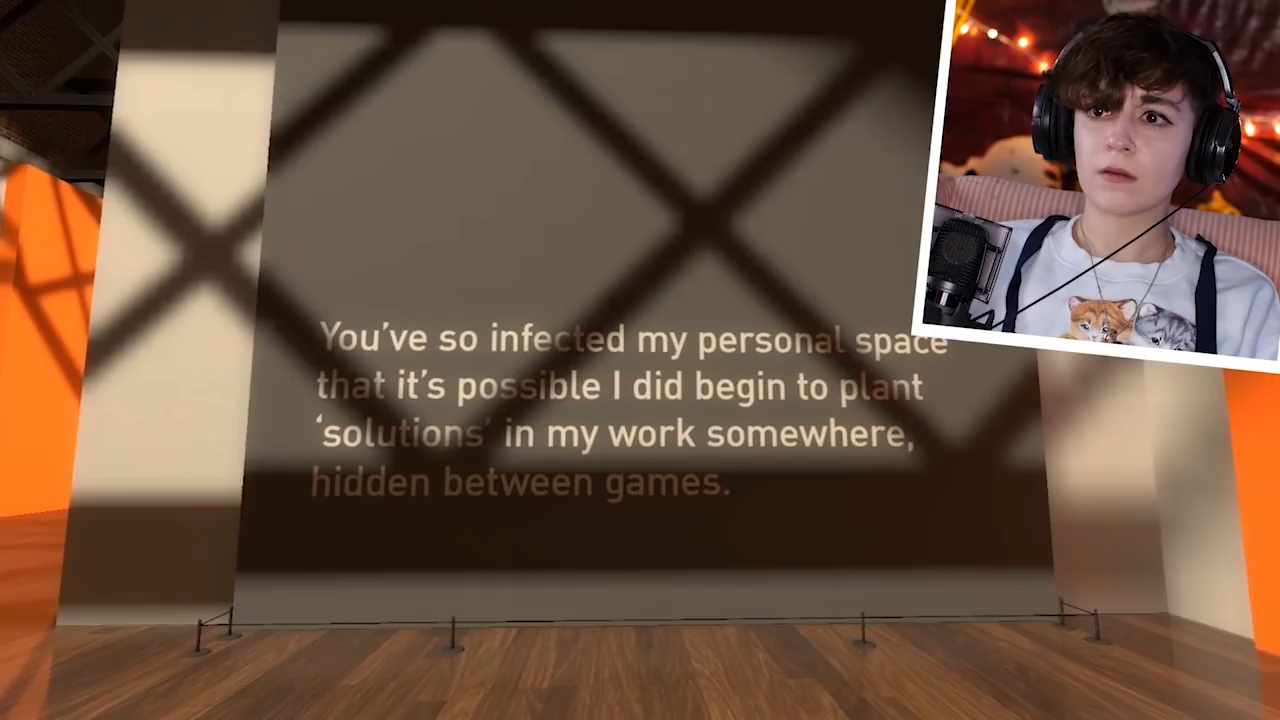 You've so infected my personal space
that it's possible I did begin to plant
‘solutions’ in my work somewhere,
hidden between games.